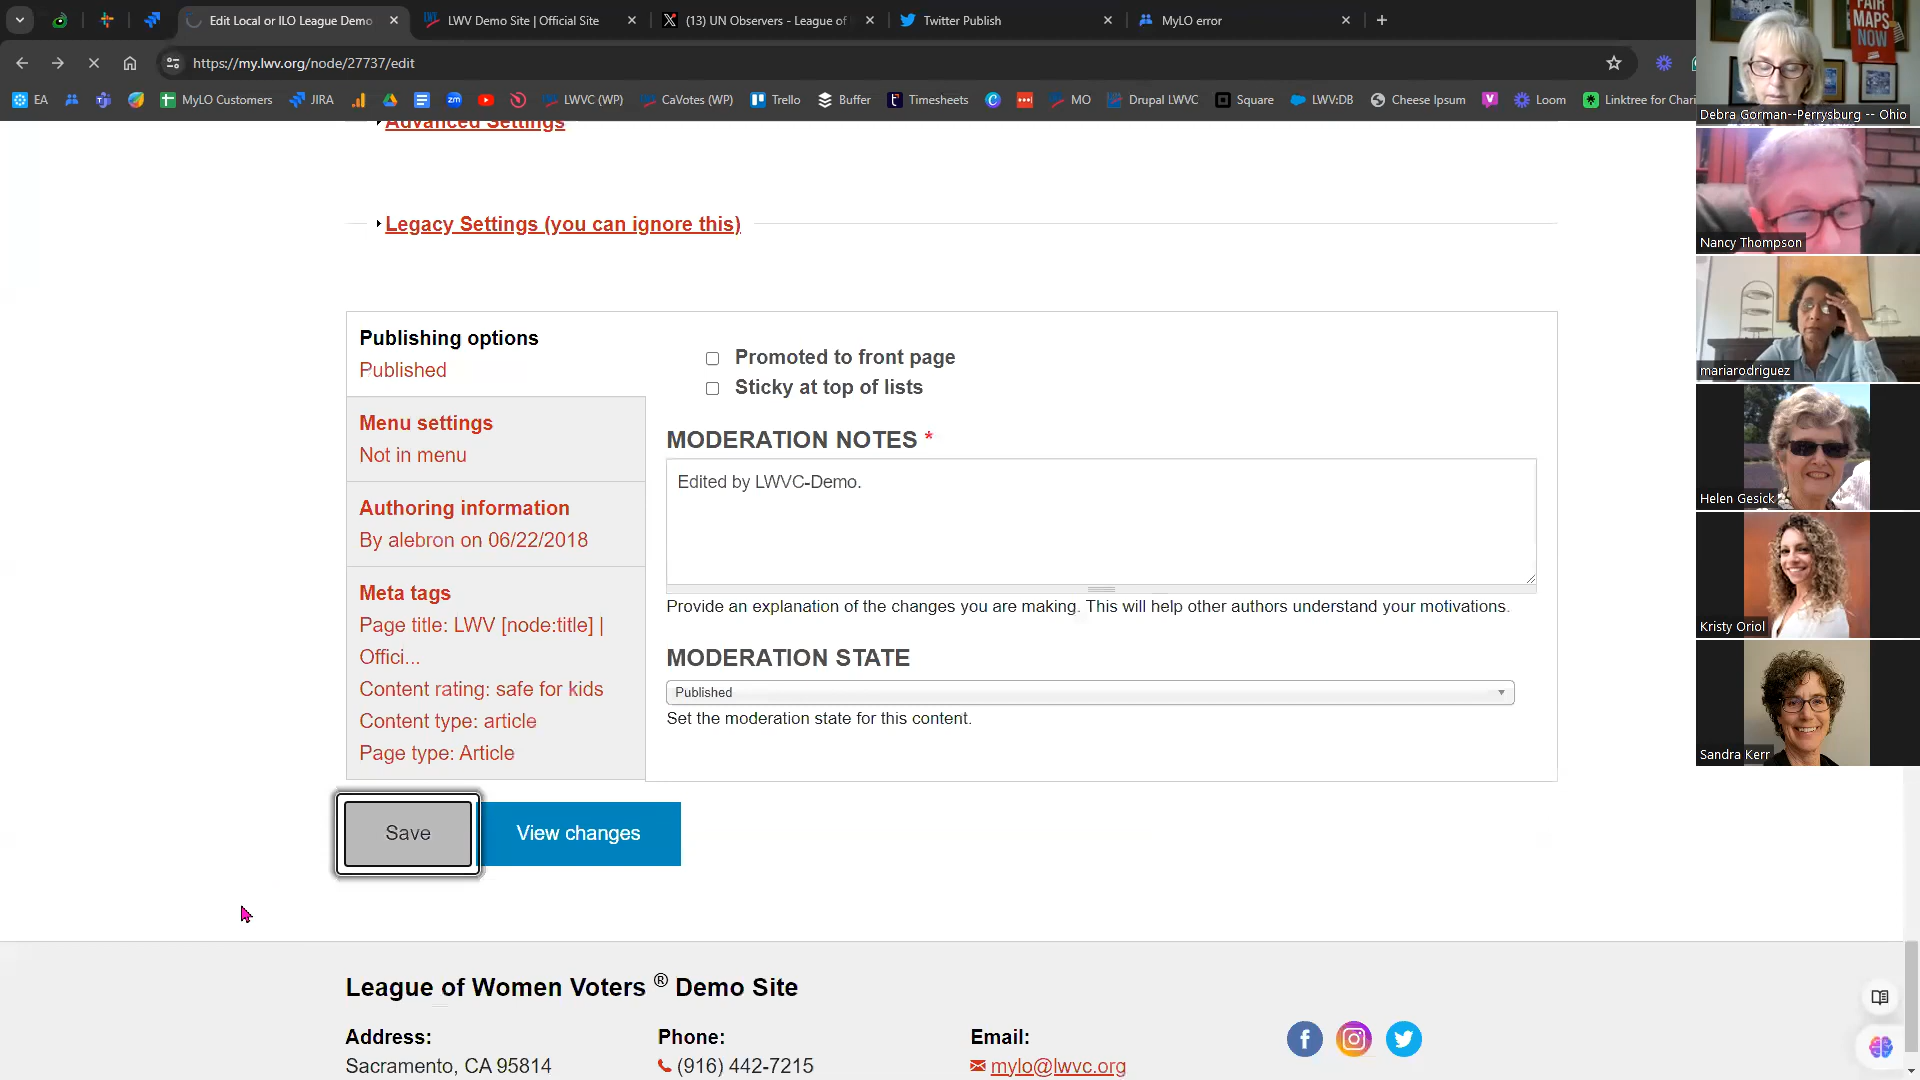 Edit Local or ILO League Demo
LWV Demo Site | Official Site
(13) UN Observers - League of
Twitter Publish
MyLO error
https://my.lwv.org/node/27737/edit
EA
MyLO Customers
JIRA
LWVC (WP)
CaVotes (WP)
Trello
Buffer
Timesheets
MO
Drupal LWVC
Square
LWV:DB
Cheese Ipsum
Loom
Linktree for Chari
Advanced Settings
Legacy Settings (you can ignore this)
Publishing options
Published
Menu settings
Not in menu
Authoring information
By alebron on 06/22/2018
Meta tags
Page title: LWV [node:title] |
Offici...
Content rating: safe for kids
Content type: article
Page type: Article
Promoted to front page
Sticky at top of lists
MODERATION NOTES *
Edited by LWVC-Demo.
Provide an explanation of the changes you are making. This will help other authors understand your motivations.
MODERATION STATE
Published
Set the moderation state for this content.
Save
View changes
League of Women Voters ® Demo Site
Address:
Sacramento, CA 95814
Phone:
(916) 442-7215
Email:
mylo@lwvc.org
FAIR
MAPS
NOW
Debra Gorman--Perrysburg -- Ohio
Nancy Thompson
mariarodriguez
Helen Gesick
Kristy Oriol
Sandra Kerr